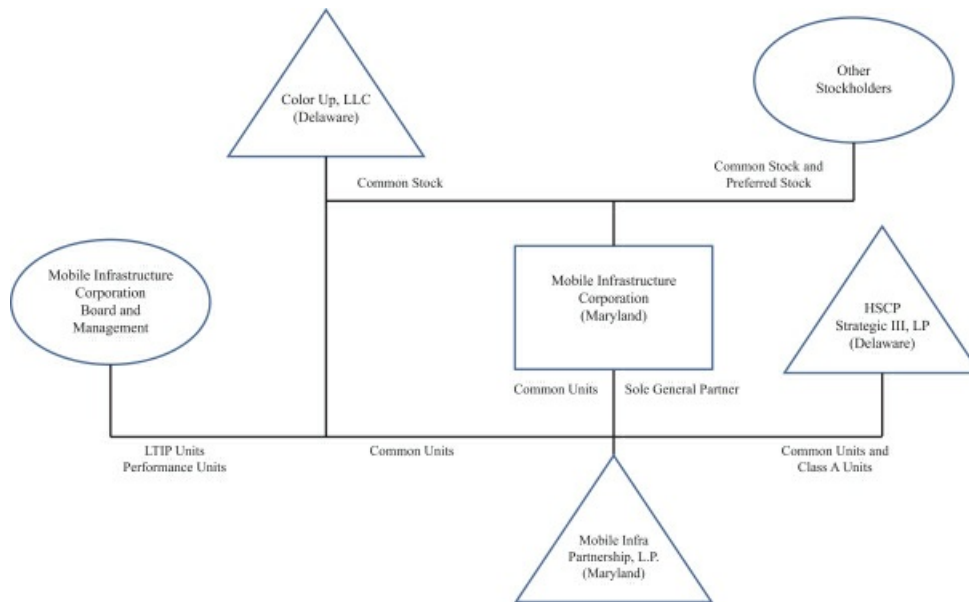 Color Up, LLC
(Delaware)
Other
Stockholders
Common Stock
Common Stock and
Preferred Stock
Mobile Infrastructure
Corporation
Board and
Management
Mobile Infrastructure
Corporation
(Maryland)
HSCP
Strategic III, LP
(Delaware)
Common Units
Sole General Partner
LTIP Units
Performance Units
Common Units
Common Units and
Class A Units
Mobile Infra
Partnership, L.P.
(Maryland)